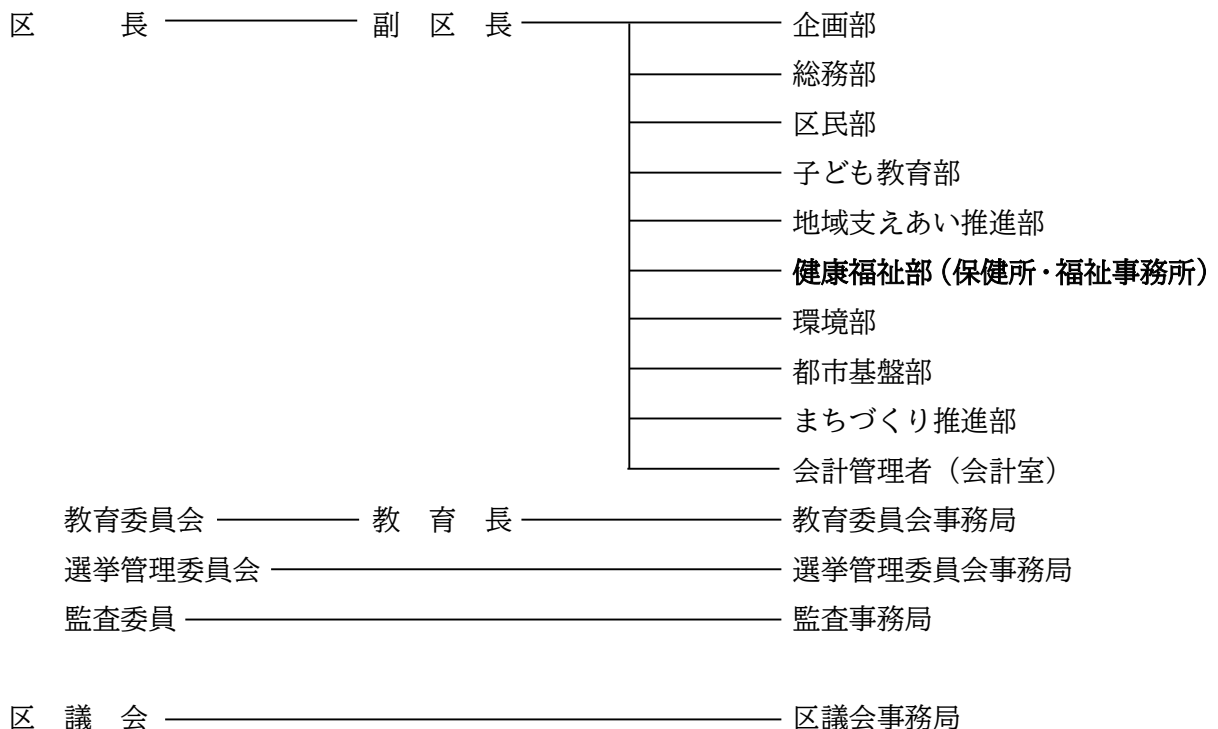 区 長 副 区 長 企画部
総務部
区民部
子ども教育部
地域支えあい推進部
健康福祉部（保健所・福祉事務所）
環境部
都市基盤部
まちづくり推進部
会計管理者（会計室）
教育委員会 教 育 長 教育委員会事務局
選挙管理委員会 選挙管理委員会事務局
監査委員 監査事務局
区 議 会 区議会事務局